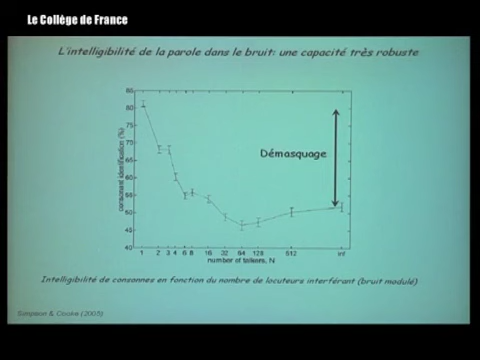 Le Collège de France
L'intelligibilité de la parole dans le bruit: une capacité très robuste
85
80
75
70
65
60
55
50
45
40
consonant identification (%)
Démasquage
1 2 3 4 6 8 16 32 64 128 512 inf
number of talkers, N
Intelligibilité de consonnes en fonction du nombre de locuteurs interférant (bruit modulé)
Simpson & Cooke (2005)